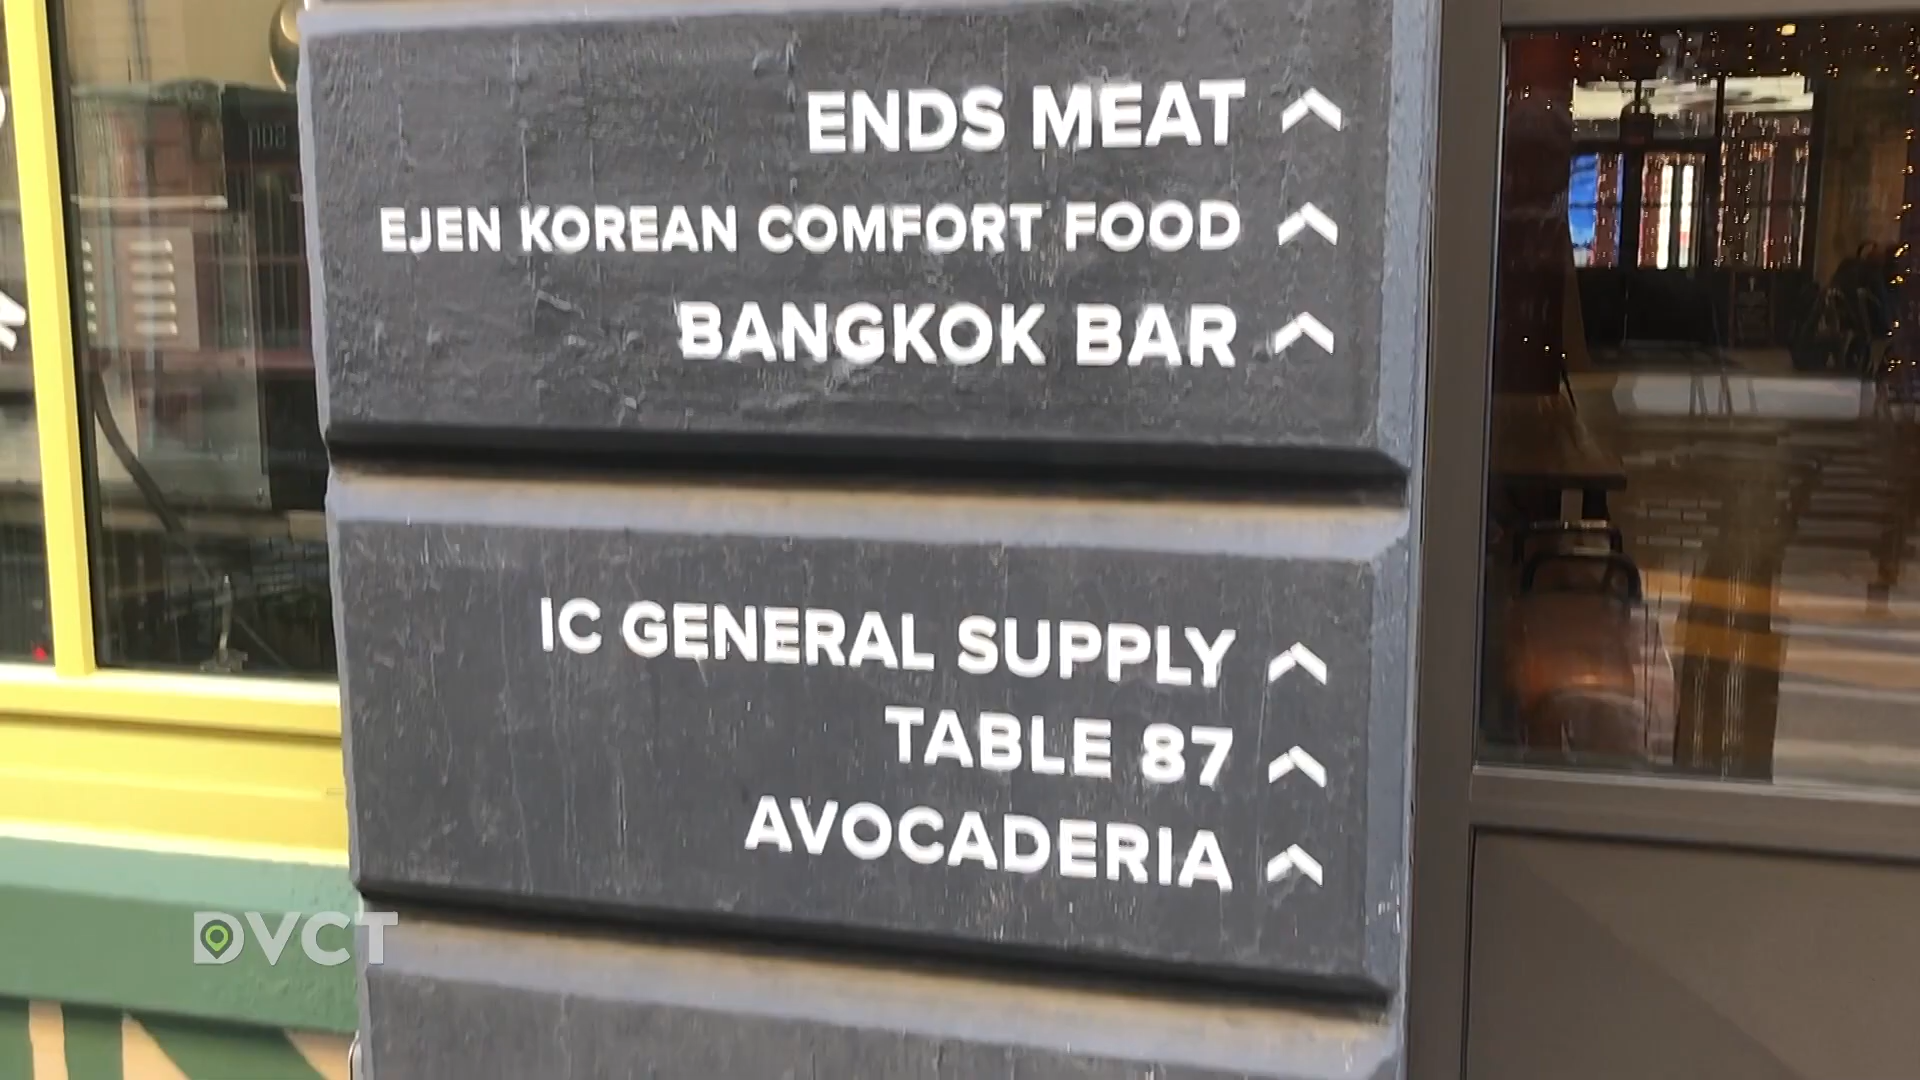 ENDS MEAT
EJEN KOREAN COMFORT FOOD
BANGKOK BAR
IC GENERAL SUPPLY
TABLE 87
AVOCADERIA
DVCT